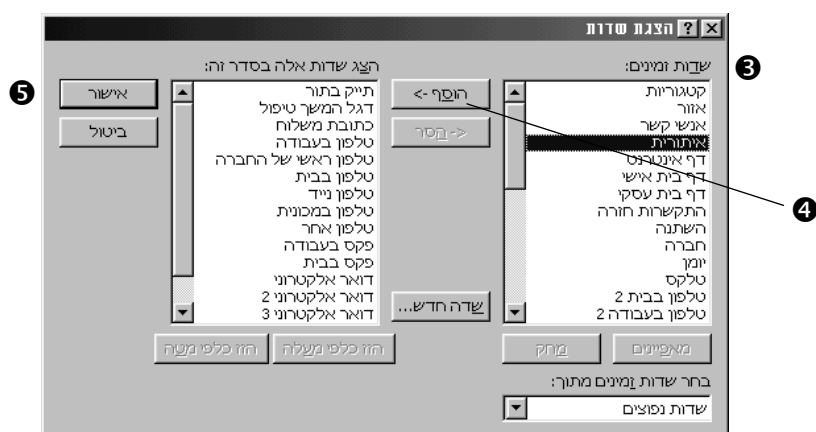 הצגת שדות
שדות זמינים:
❸
קטגוריות
אזור
אנשי קשר
איתורית
דף אינטרנט
דף בית אישי
דף בית עסקי
התקשרות חוזרה
השתנה
חברה
יומן
טלקס
טלפון בבית 2
טלפון בעבודה 2
מאפיינים
מחק
בחר שדות זמינים מתוך:
שדות נפוצים
הוסף ->
<- הסר
❹
שדה חדש...
הצג שדות אלה בסדר זה:
תייק בתור
דגל המשך טיפול
כתובת משלוח
טלפון בעבודה
טלפון ראשי של החברה
טלפון בבית
טלפון נייד
טלפון במכונית
טלפון אחר
פקס בעבודה
פקס בבית
דואר אלקטרוני
דואר אלקטרוני 2
דואר אלקטרוני 3
הזז כלפי מעלה
הזז כלפי מטה
❺
אישור
ביטול